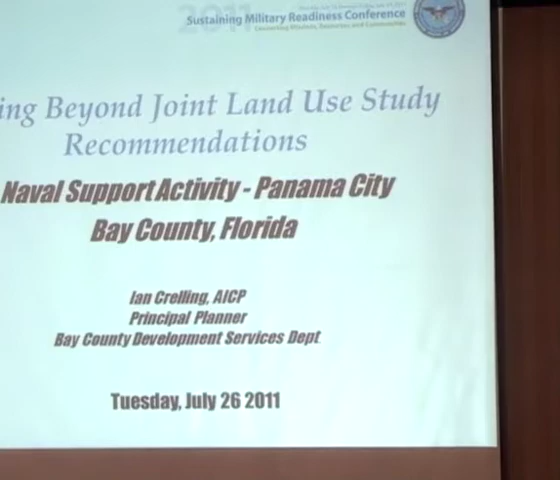 2011
Sustaining Military Readiness Conference
ing Beyond Joint Land Use Study
Recommendations
Naval Support Activity - Panama City
Bay County, Florida
Ian Crelling, AICP
Principal Planner
Bay County Development Services Dept
Tuesday, July 26 2011